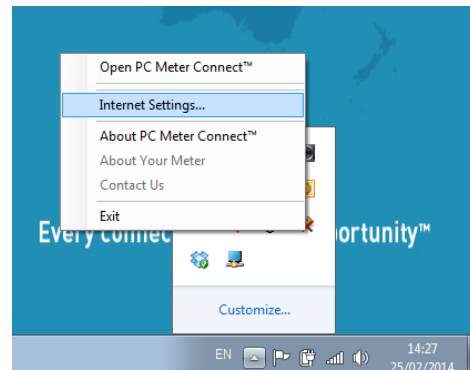 Open PC Meter Connect™
Internet Settings...
About PC Meter Connect™
About Your Meter
Contact Us
Exit
Every connec
ortunity™
Customize...
EN
14:27
25/02/2014